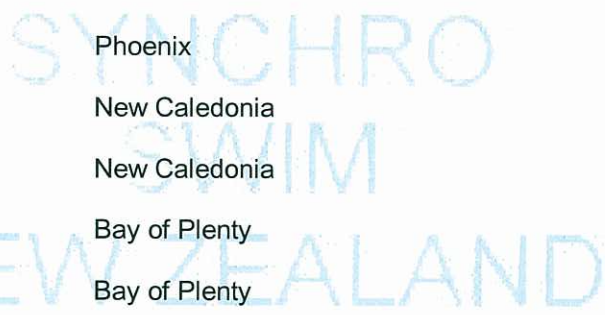 SYNCHRO
Phoenix
New Caledonia
SWIM
New Caledonia
Bay of Plenty
EW ZEALAND
Bay of Plenty